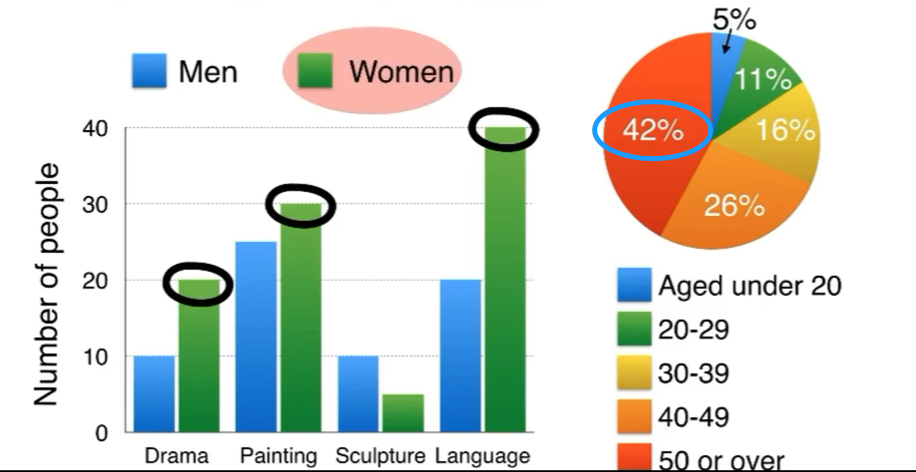 Men
Women
Number of people
40
30
20
10
0
Drama
Painting
Sculpture
Language
5%
11%
16%
26%
42%
Aged under 20
20-29
30-39
40-49
50 or over